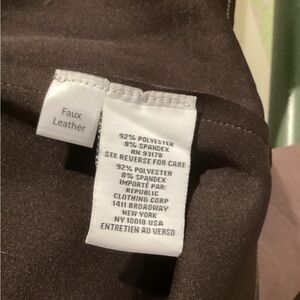 Faux
Leather
92% POLYESTER
8% SPANDEX
RN 93178
SEE REVERSE FOR CARE
92% POLYESTER
8% SPANDEX
IMPORTÉ PAR:
REPUBLIC
CLOTHING CORP
1411 BROADWAY
NEW YORK
NY 10018 USA
ENTRETIEN AU VERSO